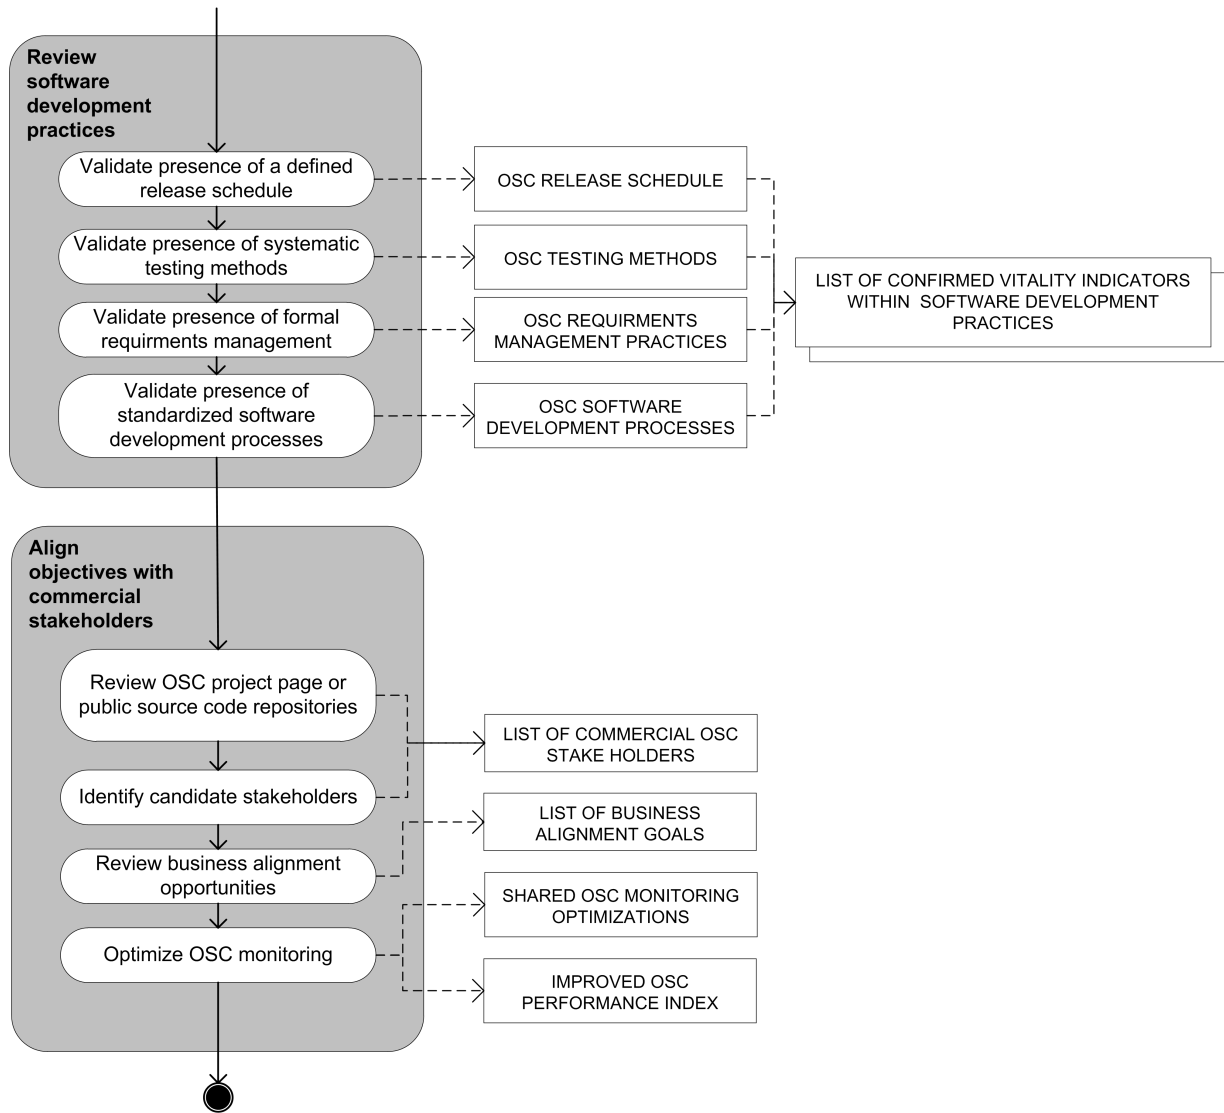 Review
software
development
practices
Validate presence of a defined
release schedule
OSC RELEASE SCHEDULE
Validate presence of systematic
testing methods
OSC TESTING METHODS
LIST OF CONFIRMED VITALITY INDICATORS
WITHIN SOFTWARE DEVELOPMENT
PRACTICES
Validate presence of formal
requirments management
OSC REQUIRMENTS
MANAGEMENT PRACTICES
Validate presence of
standardized software
development processes
OSC SOFTWARE
DEVELOPMENT PROCESSES
Align
objectives with
commercial
stakeholders
Review OSC project page or
public source code repositories
LIST OF COMMERCIAL OSC
STAKE HOLDERS
Identify candidate stakeholders
LIST OF BUSINESS
ALIGNMENT GOALS
Review business alignment
opportunities
SHARED OSC MONITORING
OPTIMIZATIONS
Optimize OSC monitoring
IMPROVED OSC
PERFORMANCE INDEX